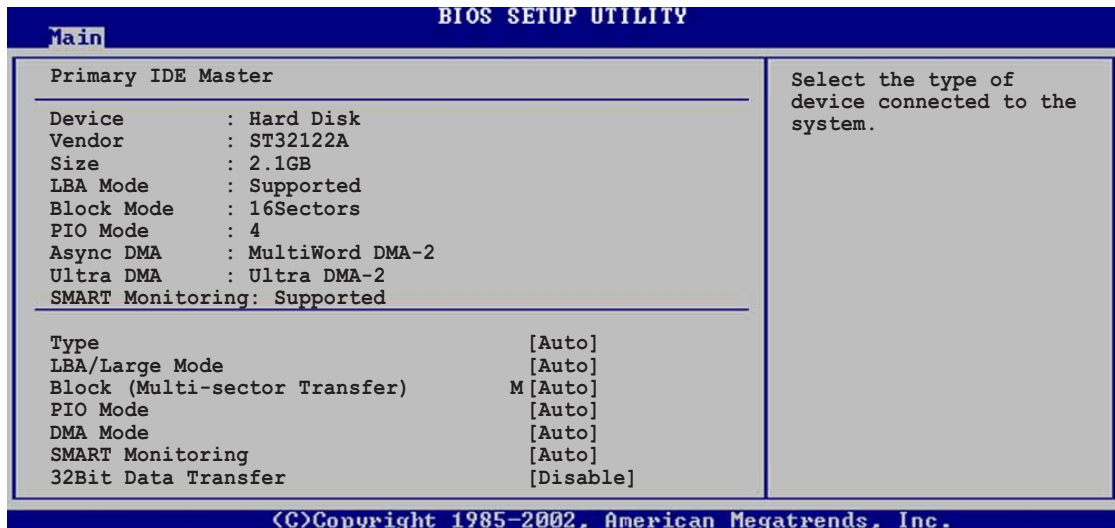 BIOS SETUP UTILITY
Main
Primary IDE Master
Device : Hard Disk
Vendor : ST32122A
Size : 2.1GB
LBA Mode : Supported
Block Mode : 16Sectors
PIO Mode : 4
Async DMA : MultiWord DMA-2
Ultra DMA : Ultra DMA-2
SMART Monitoring: Supported
Type [Auto]
LBA/Large Mode [Auto]
Block (Multi-sector Transfer) M[Auto]
PIO Mode [Auto]
DMA Mode [Auto]
SMART Monitoring [Auto]
32Bit Data Transfer [Disable]
Select the type of
device connected to the
system.
(C)Copyright 1985-2002, American Megatrends, Inc.